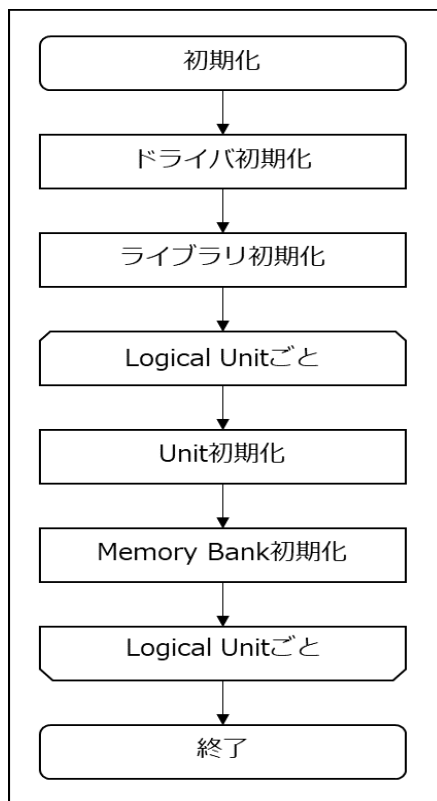 初期化
ドライバ初期化
ライブラリ初期化
Logical Unitごと
Unit初期化
Memory Bank初期化
Logical Unitごと
終了